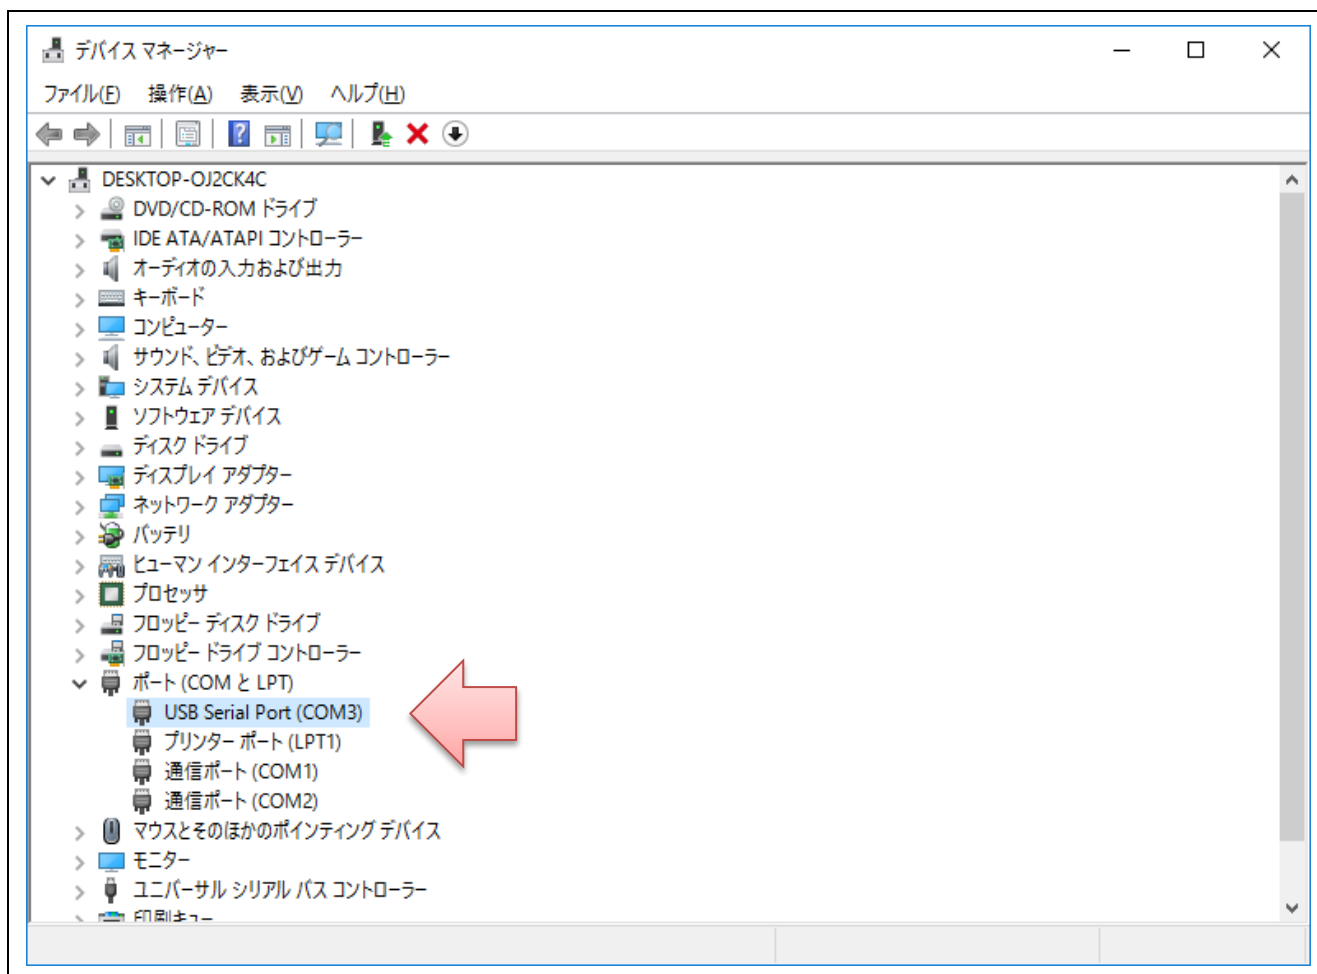 デバイス マネージャー
ファイル(F) 操作(A) 表示(V) ヘルプ(H)
DESKTOP-OJ2CK4C
DVD/CD-ROM ドライブ
IDE ATA/ATAPI コントローラー
オーディオの入力および出力
キーボード
コンピューター
サウンド、ビデオ、およびゲーム コントローラー
システム デバイス
ソフトウェア デバイス
ディスク ドライブ
ディスプレイ アダプター
ネットワーク アダプター
バッテリ
ヒューマン インターフェイス デバイス
プロセッサ
フロッピー ディスク ドライブ
フロッピー ドライブ コントローラー
ポート (COM と LPT)
USB Serial Port (COM3)
プリンター ポート (LPT1)
通信ポート (COM1)
通信ポート (COM2)
マウスとそのほかのポインティング デバイス
モニター
ユニバーサル シリアル バス コントローラー
印刷キュー